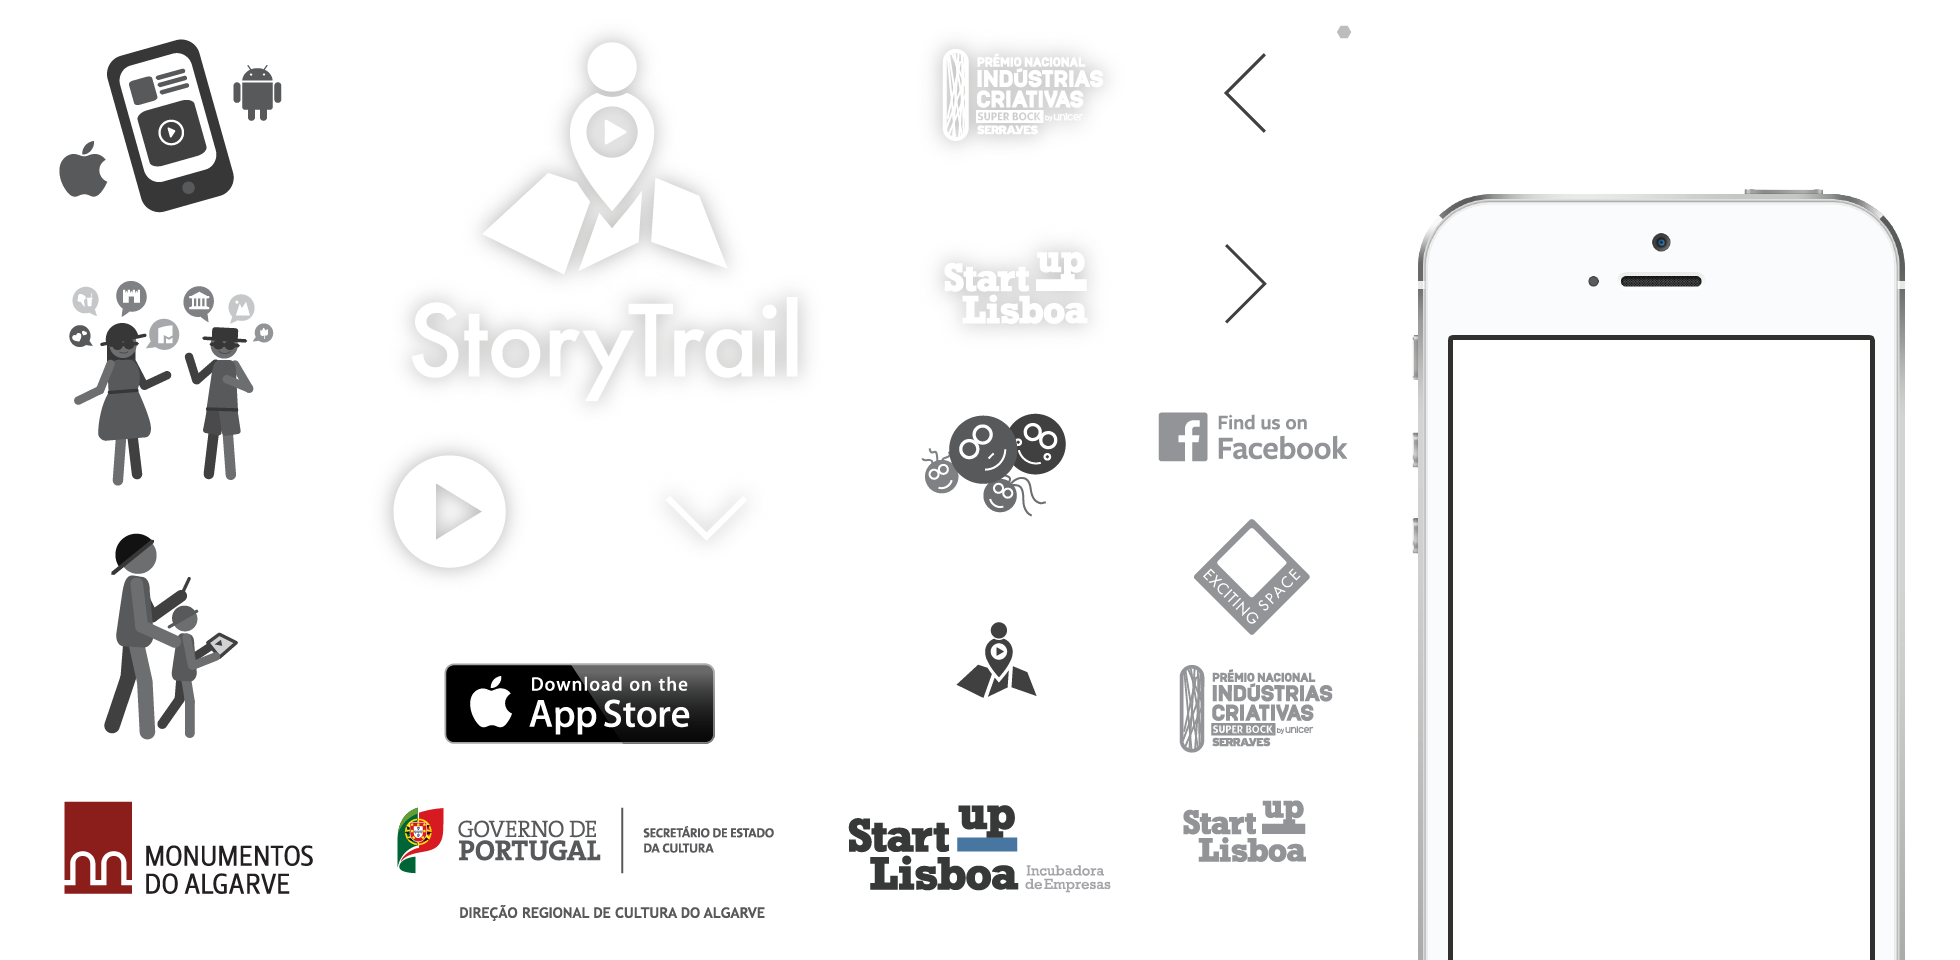 StoryTrail
Download on the
App Store
PRÉMIO NACIONAL
INDÚSTRIAS
CRIATIVAS
SUPER BOCK by unicer
SERRALVES
Start up
Lisboa
Find us on
Facebook
EXCITING SPACE
PRÉMIO NACIONAL
INDÚSTRIAS
CRIATIVAS
SUPER BOCK by unicer
SERRALVES
MONUMENTOS
DO ALGARVE
GOVERNO DE
PORTUGAL
SECRETÁRIO DE ESTADO
DA CULTURA
DIREÇÃO REGIONAL DE CULTURA DO ALGARVE
Start up
Lisboa
Incubadora
de Empresas
Start up
Lisboa